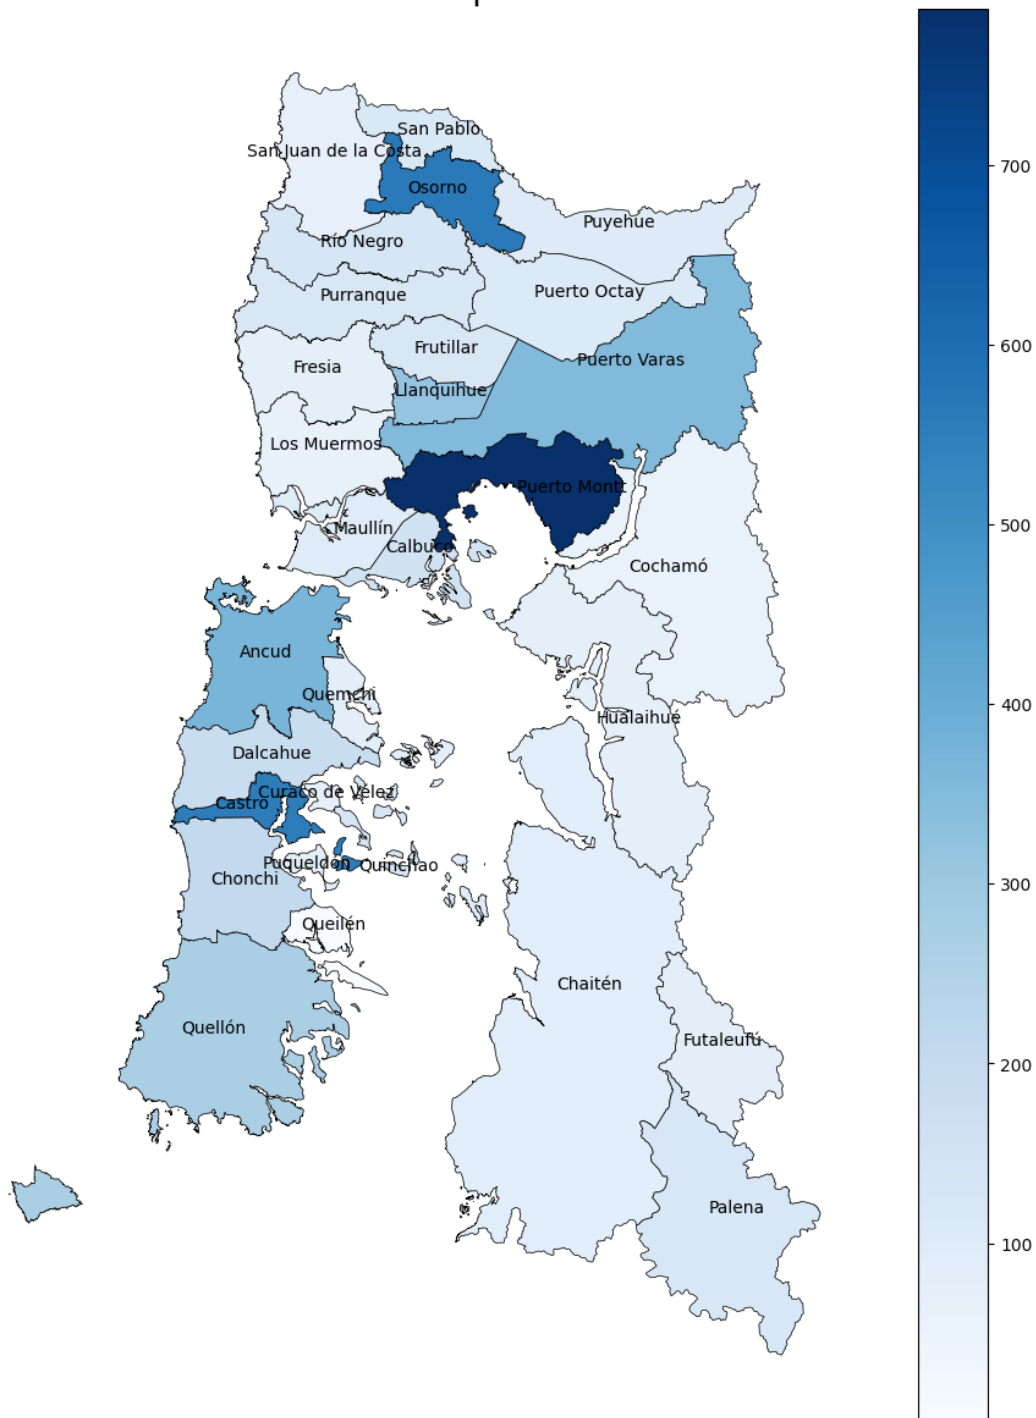 San Pablo
San Juan de la Costa
Osorno
Puyehue
Río Negro
Puerto Octay
Purranque
Frutillar
Puerto Varas
Fresia
Llanquihue
Los Muermos
Puerto Montt
Maullín
Calbuco
Cochamó
Ancud
Quemchi
Hualaihué
Dalcahue
Curaco de Vélez
Castro
Puqueldón
Quinchao
Chonchi
Queilén
Chaitén
Quellón
Futaleufú
Palena
700
600
500
400
300
200
100